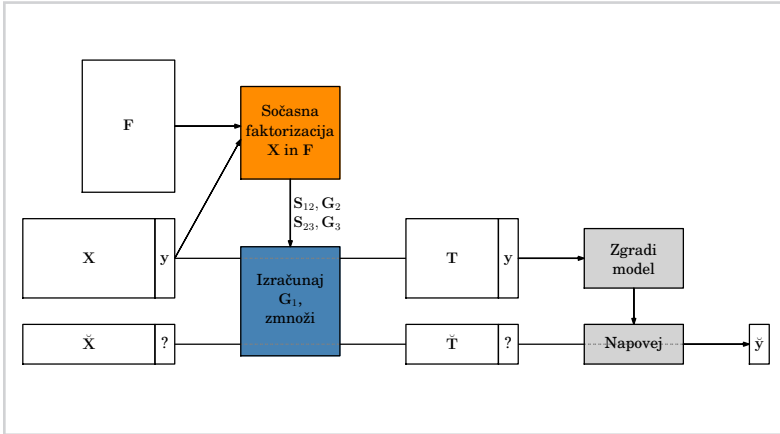 F
Sočasna
faktorizacija
X in F
S₁₂, G₂
S₂₃, G₃
X
y
Izračunaj
G₁,
zmnoži
T
y
Zgradi
model
X̆
?
T̆
?
Napovej
y̆